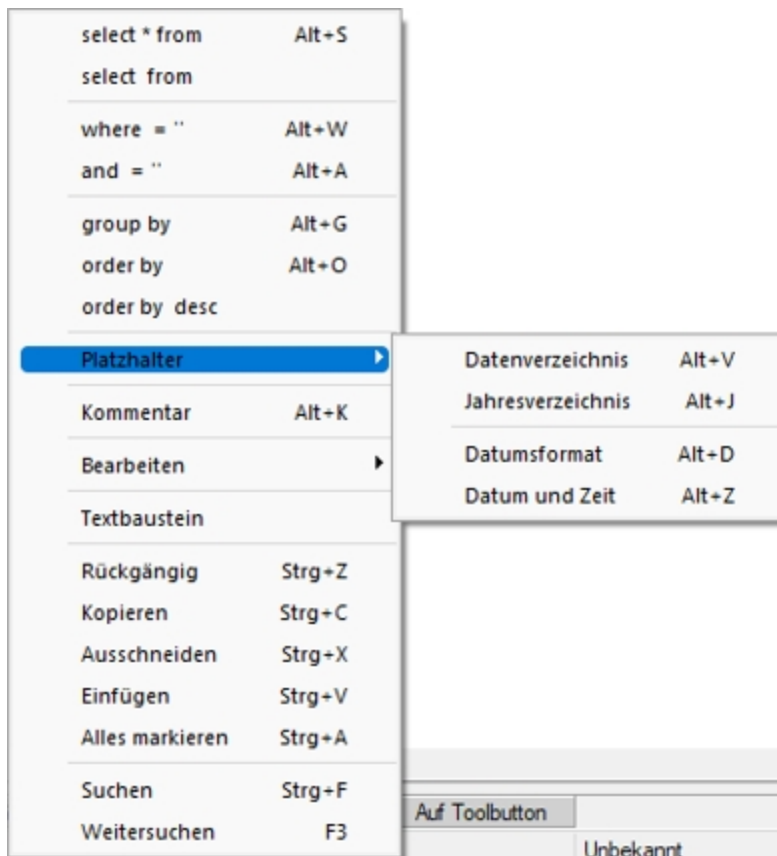 select * from Alt+S
select from
where = '' Alt+W
and = '' Alt+A
group by Alt+G
order by Alt+O
order by desc
Platzhalter
Datenverzeichnis Alt+V
Jahresverzeichnis Alt+J
Datumsformat Alt+D
Datum und Zeit Alt+Z
Kommentar Alt+K
Bearbeiten
Textbaustein
Rückgängig Strg+Z
Kopieren Strg+C
Ausschneiden Strg+X
Einfügen Strg+V
Alles markieren Strg+A
Suchen Strg+F
Weitersuchen F3
Auf Toolbutton
Unbekannt